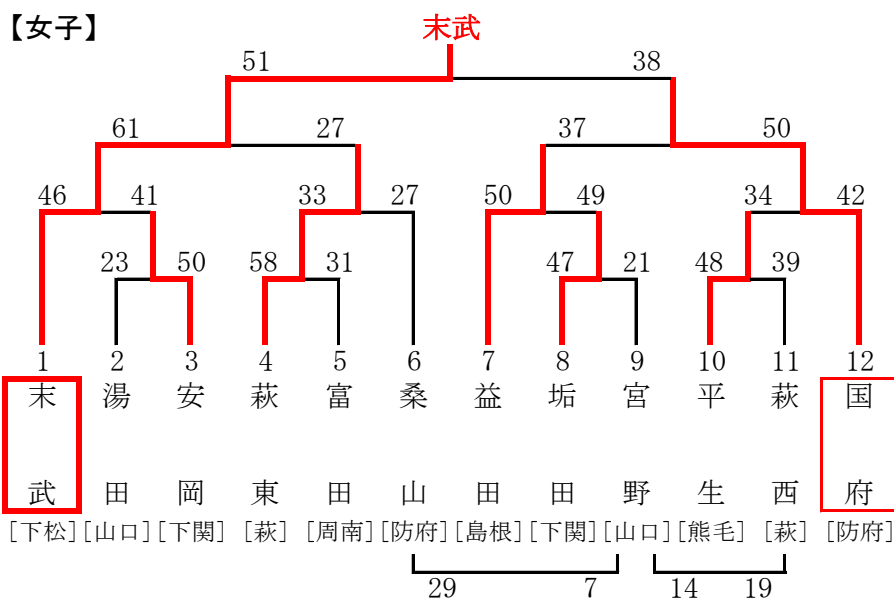 【女子】
末武
51 38
61 27 37 50
46 41 33 27 50 49 34 42
23 50 58 31 47 21 48 39
1 2 3 4 5 6 7 8 9 10 11 12
末武 湯田 安岡 萩東 富田 桑山 益田 垢田 宮野 平生 萩西 国府
[下松] [山口] [下関] [萩] [周南] [防府] [島根] [下関] [山口] [熊毛] [萩] [防府]
29 7 14 19